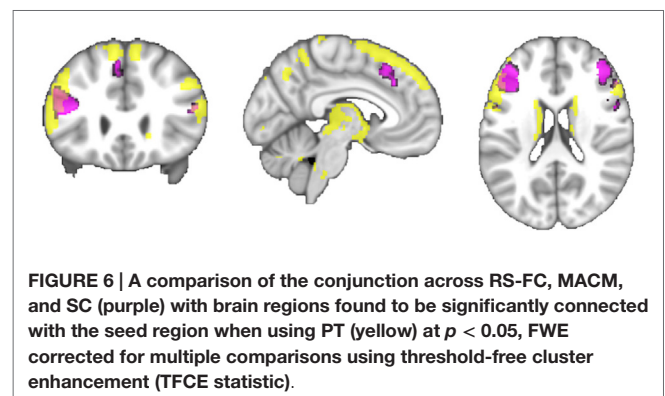 FIGURE 6 | A comparison of the conjunction across RS-FC, MACM,
and SC (purple) with brain regions found to be significantly connected
with the seed region when using PT (yellow) at p < 0.05, FWE
corrected for multiple comparisons using threshold-free cluster
enhancement (TFCE statistic).